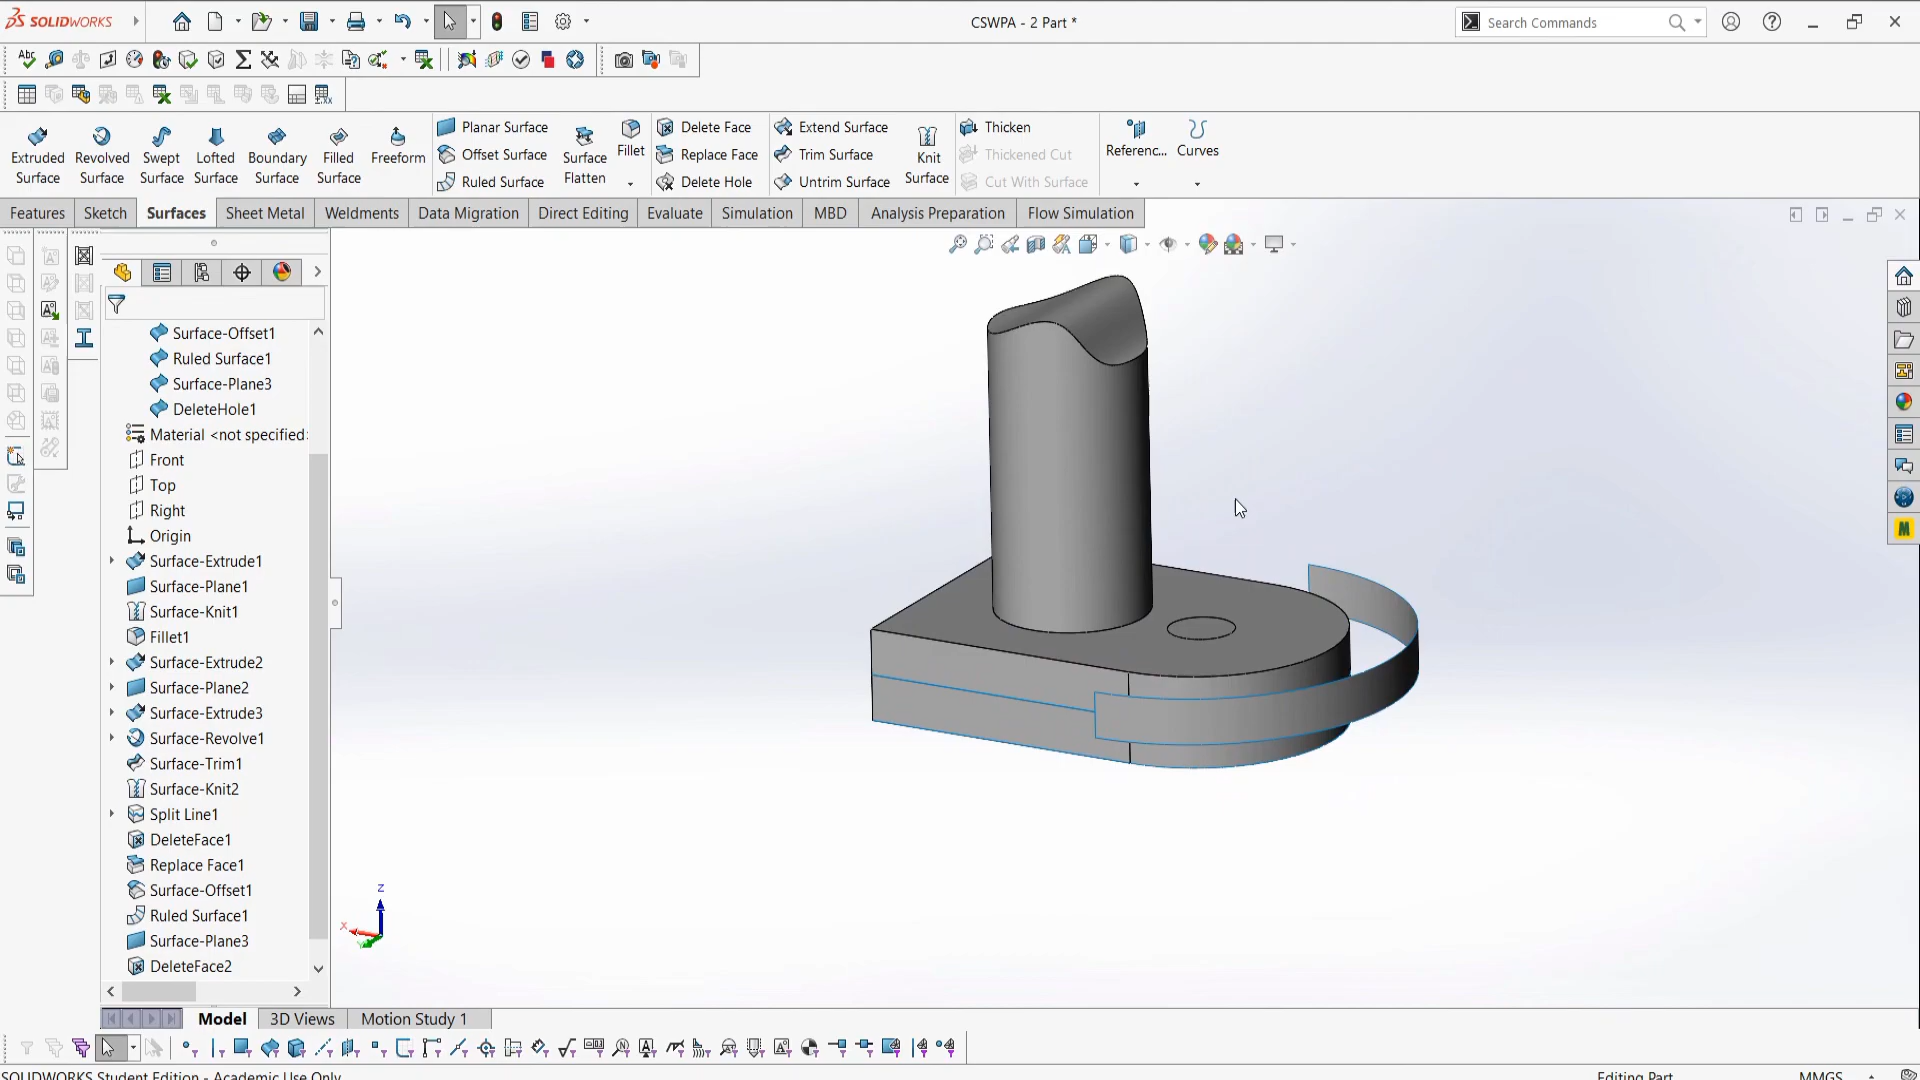 SOLIDWORKS
CSWPA - 2 Part *
Search Commands
Abc
Extruded Surface
Revolved Surface
Swept Surface
Lofted Surface
Boundary Surface
Filled Surface
Freeform
Planar Surface
Offset Surface
Ruled Surface
Surface Flatten
Fillet
Delete Face
Replace Face
Delete Hole
Extend Surface
Trim Surface
Untrim Surface
Knit Surface
Thicken
Thickened Cut
Cut With Surface
Referenc...
Curves
Features
Sketch
Surfaces
Sheet Metal
Weldments
Data Migration
Direct Editing
Evaluate
Simulation
MBD
Analysis Preparation
Flow Simulation
Surface-Offset1
Ruled Surface1
Surface-Plane3
DeleteHole1
Material <not specified>
Front
Top
Right
Origin
Surface-Extrude1
Surface-Plane1
Surface-Knit1
Fillet1
Surface-Extrude2
Surface-Plane2
Surface-Extrude3
Surface-Revolve1
Surface-Trim1
Surface-Knit2
Split Line1
DeleteFace1
Replace Face1
Surface-Offset1
Ruled Surface1
Surface-Plane3
DeleteFace2
Z
X
Y
M
Model
3D Views
Motion Study 1
SOLIDWORKS Student Edition - Academic Use Only
Editing Part
MMGS